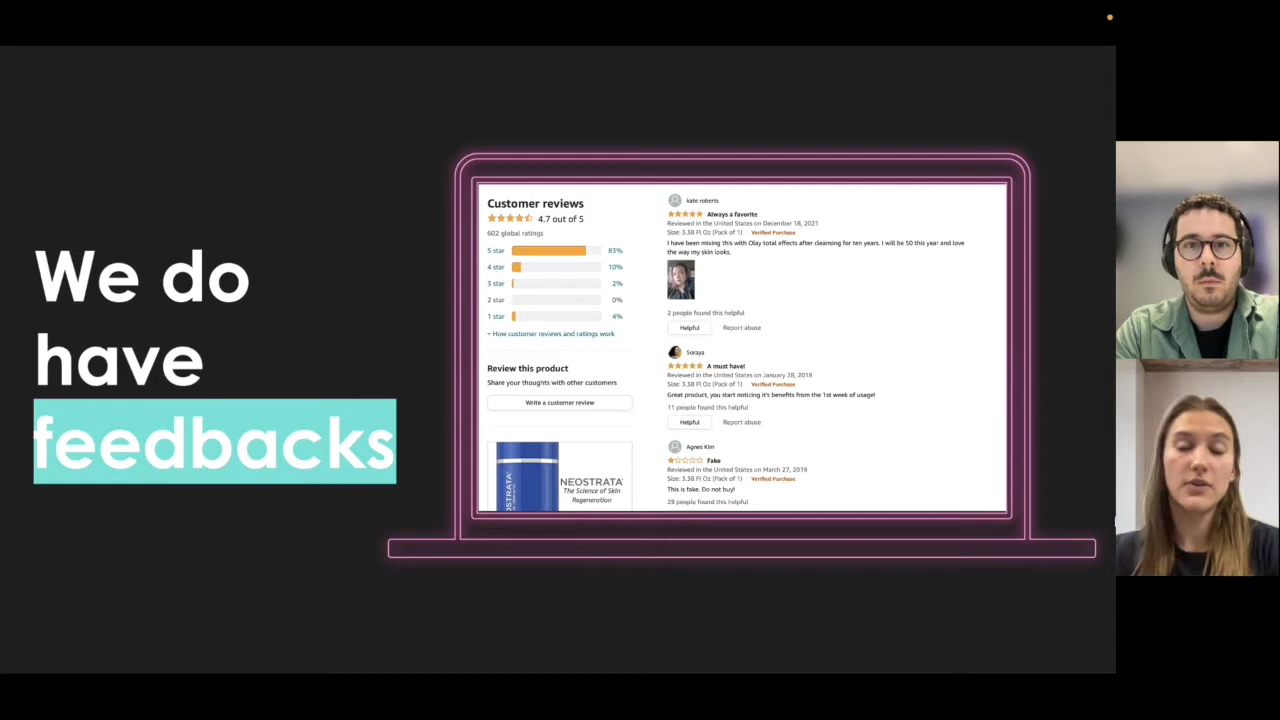 We do
have
feedbacks
Customer reviews
4.7 out of 5
602 global ratings
5 star 83%
4 star 10%
3 star 2%
2 star 0%
1 star 4%
How customer reviews and ratings work
Review this product
Share your thoughts with other customers
Write a customer review
OSTRATA
NEOSTRATA
The Science of Skin
Regeneration
kate roberts
Always a favorite
Reviewed in the United States on December 18, 2021
Size: 3.38 Fl Oz (Pack of 1) Verified Purchase
I have been mixing this with Olay total effects after cleansing for ten years. I will be 50 this year and love
the way my skin looks.
2 people found this helpful
Helpful Report abuse
Soraya
A must have!
Reviewed in the United States on January 28, 2018
Size: 3.38 Fl Oz (Pack of 1) Verified Purchase
Great product, you start noticing it's benefits from the 1st week of usage!
11 people found this helpful
Helpful Report abuse
Agnes Kim
Fake
Reviewed in the United States on March 27, 2019
Size: 3.38 Fl Oz (Pack of 1) Verified Purchase
This is fake. Do not buy!
29 people found this helpful